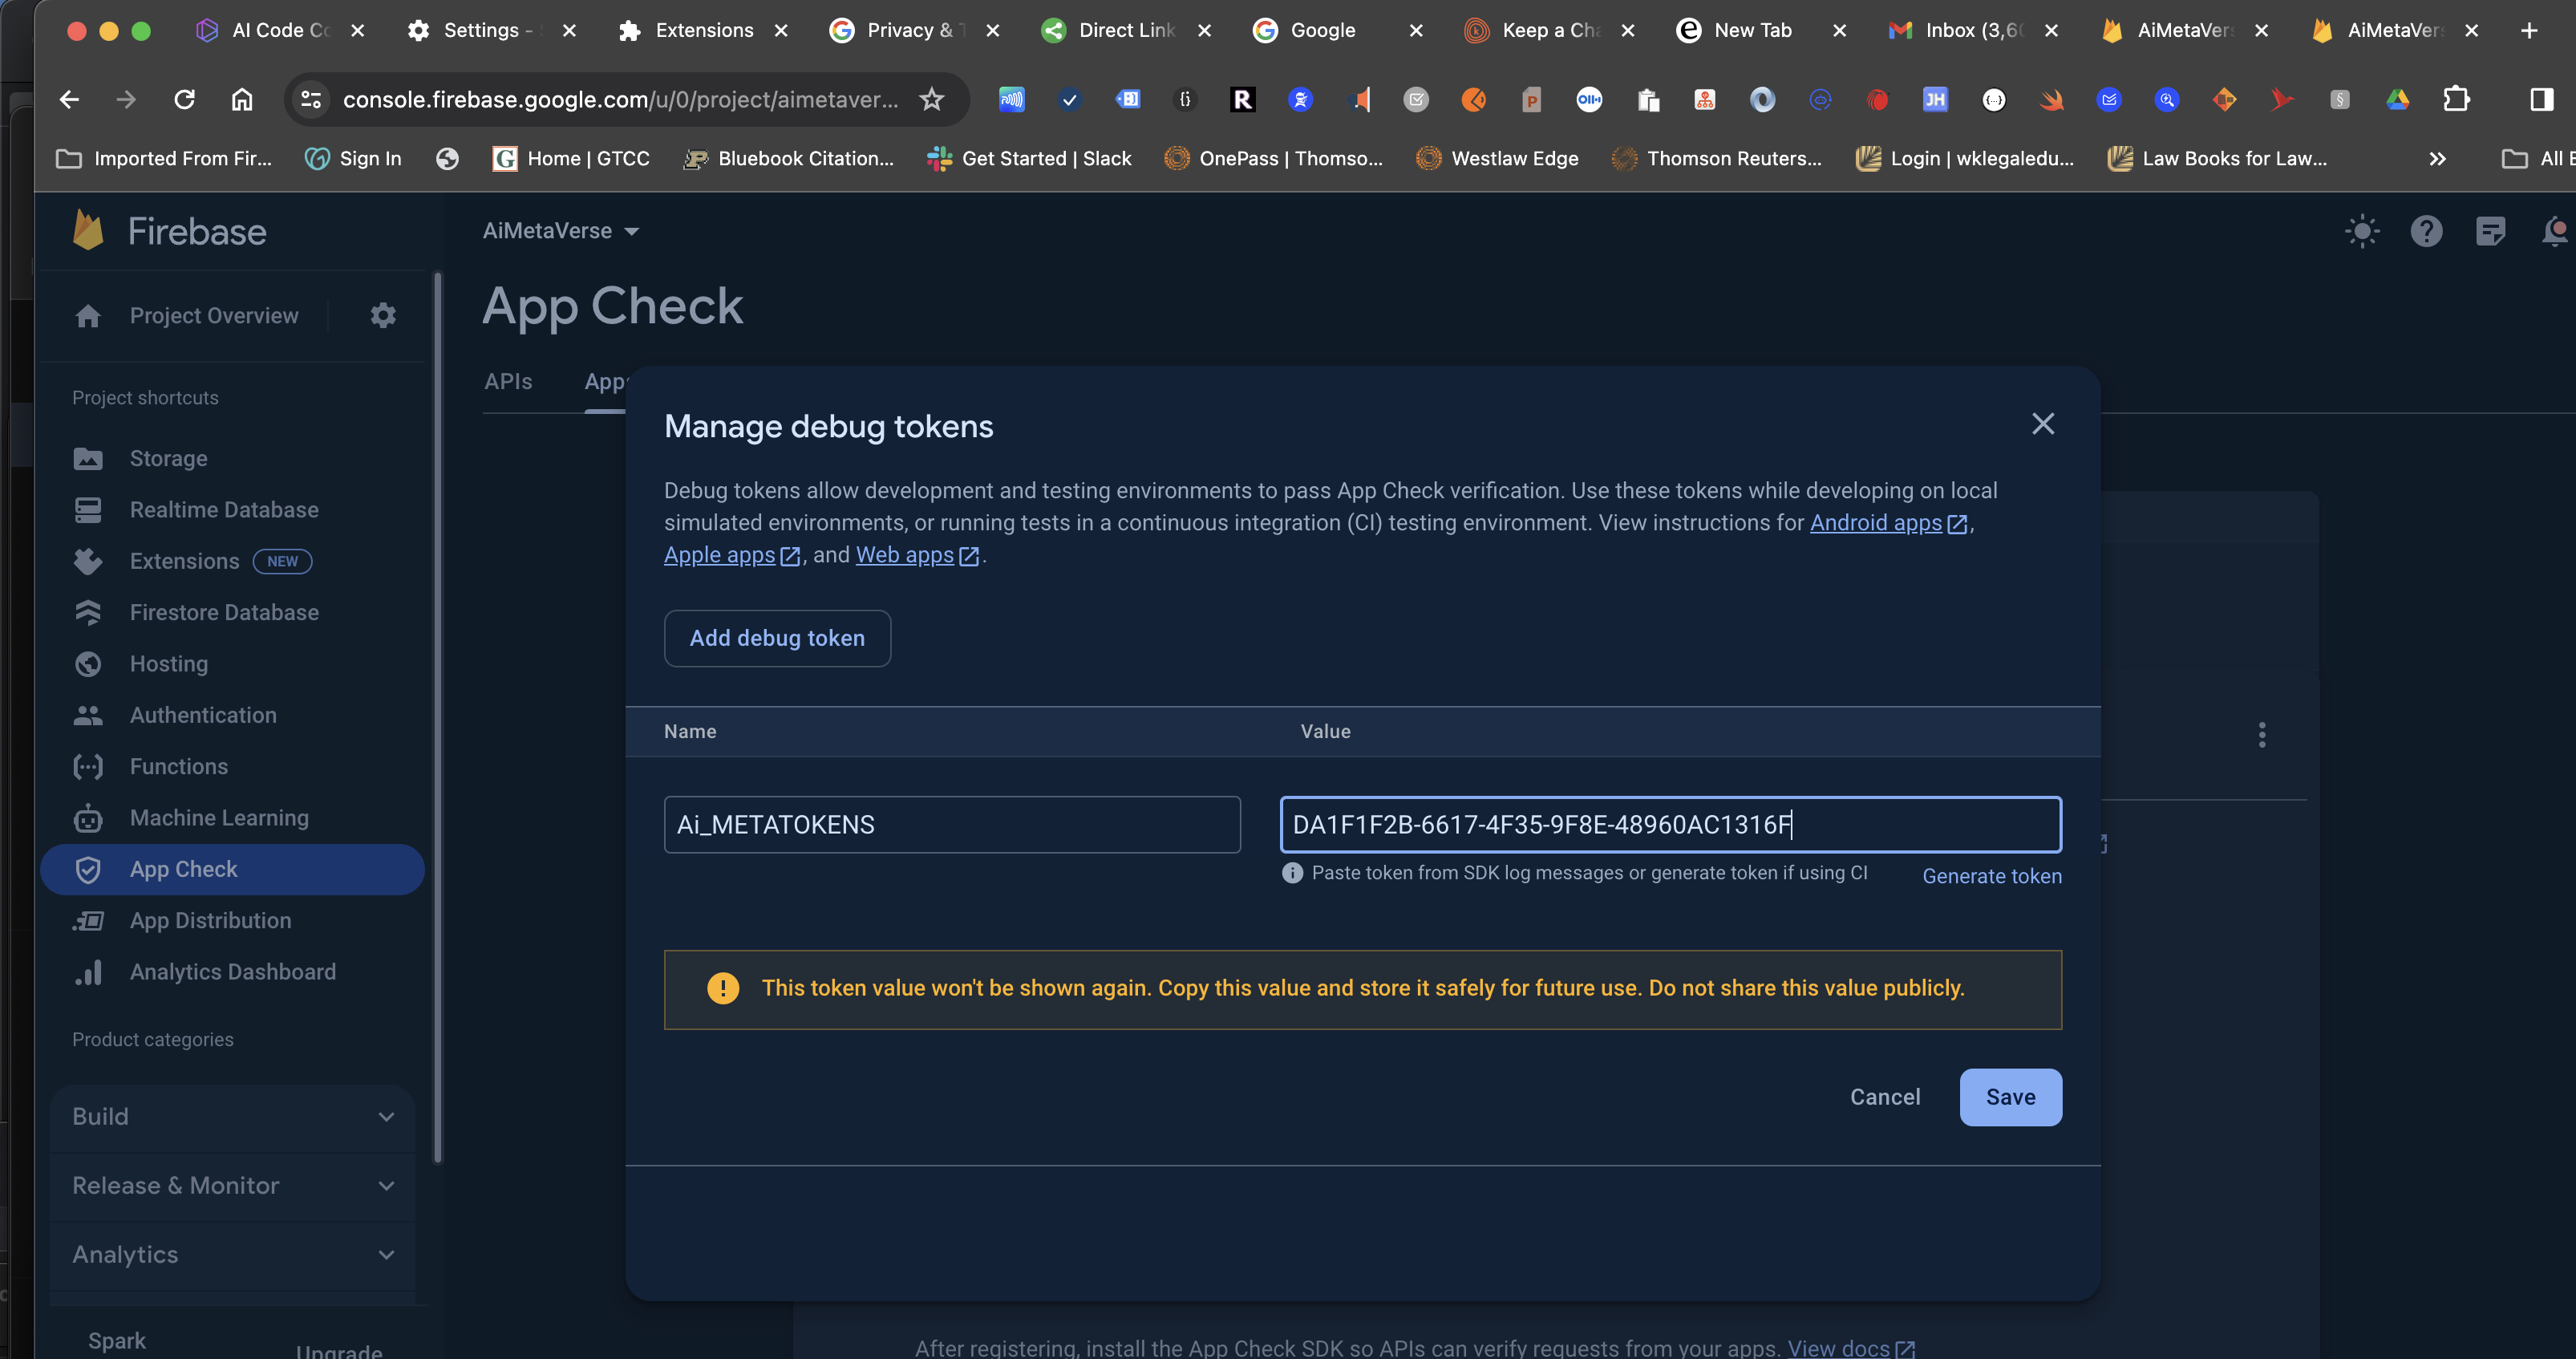 AI Code Co
Settings -
Extensions
Privacy & T
Direct Link
Google
Keep a Cha
New Tab
Inbox (3,60
AiMetaVers
AiMetaVers
console.firebase.google.com/u/0/project/aimetaver...
Imported From Fir...
Sign In
Home | GTCC
Bluebook Citation...
Get Started | Slack
OnePass | Thomso...
Westlaw Edge
Thomson Reuters...
Login | wklegaledu...
Law Books for Law...
All B
Firebase
AiMetaVerse
Project Overview
App Check
APIs
Apps
Project shortcuts
Storage
Realtime Database
Extensions NEW
Firestore Database
Hosting
Authentication
Functions
Machine Learning
App Check
App Distribution
Analytics Dashboard
Product categories
Build
Release & Monitor
Analytics
Spark
Upgrade
Manage debug tokens
Debug tokens allow development and testing environments to pass App Check verification. Use these tokens while developing on local
simulated environments, or running tests in a continuous integration (CI) testing environment. View instructions for Android apps,
Apple apps, and Web apps.
Add debug token
Name Value
Ai_METATOKENS DA1F1F2B-6617-4F35-9F8E-48960AC1316F
Paste token from SDK log messages or generate token if using CI
Generate token
This token value won't be shown again. Copy this value and store it safely for future use. Do not share this value publicly.
Cancel Save
After registering, install the App Check SDK so APIs can verify requests from your apps. View docs